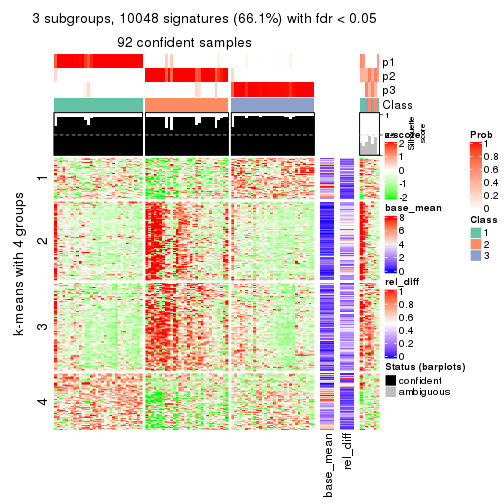 3 subgroups, 10048 signatures (66.1%) with fdr < 0.05
92 confident samples
p1
p2
p3
Class
1
Silhouette
score
z-score
2
1
0
-1
-2
Prob
1
0.8
0.6
0.4
0.2
0
base_mean
8
6
4
2
0
Class
1
2
3
rel_diff
1
0.8
0.6
0.4
0.2
0
Status (barplots)
confident
ambiguous
k-means with 4 groups
1
2
3
4
base_mean
rel_diff